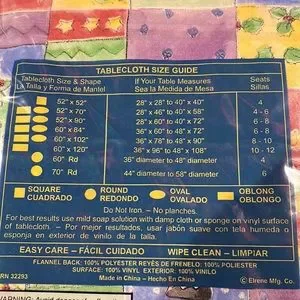 TABLECLOTH SIZE GUIDE
Tablecloth Size & Shape If Your Table Measures Seats
La Talla y Forma de Mantel Sea la Medida de Mesa Sillas
52" x 52" 28" x 28" to 40" x 40" 4
52" x 70" 28" x 46" to 40" x 58" 4 - 6
52" x 90" 28" x 60" to 40" x 72" 6 - 8
60" x 84" 36" x 60" to 48" x 72" 6 - 8
60" x 102" 36" x 78" to 48" x 90" 8 - 10
60" x 120" 36" x 96" to 48" x 108" 10 - 12
60" Rd 36" diameter to 48" diameter 4
70" Rd 44" diameter to 58" diameter 6
SQUARE ROUND OVAL OBLONG
CUADRADO REDONDO OVALADO OBLONGO
Do Not Iron. – No planches.
For best results use mild soap solution with damp cloth or sponge on vinyl surface
of tablecloth. – Por mejor resultados, usar jabón suave con tela humeda o
esponja en exterior de vinilo de la talla.
EASY CARE – FÁCIL CUIDADO WIPE CLEAN – LIMPIAR
FLANNEL BACK: 100% POLYESTER REYÉS DE FRENELO: 100% POLIESTER
SURFACE: 100% VINYL EXTERIOR: 100% VINILO
RN 32293 Made in China – Hecho En China © Elrene Mfg. Co.
WARNING: Avoid